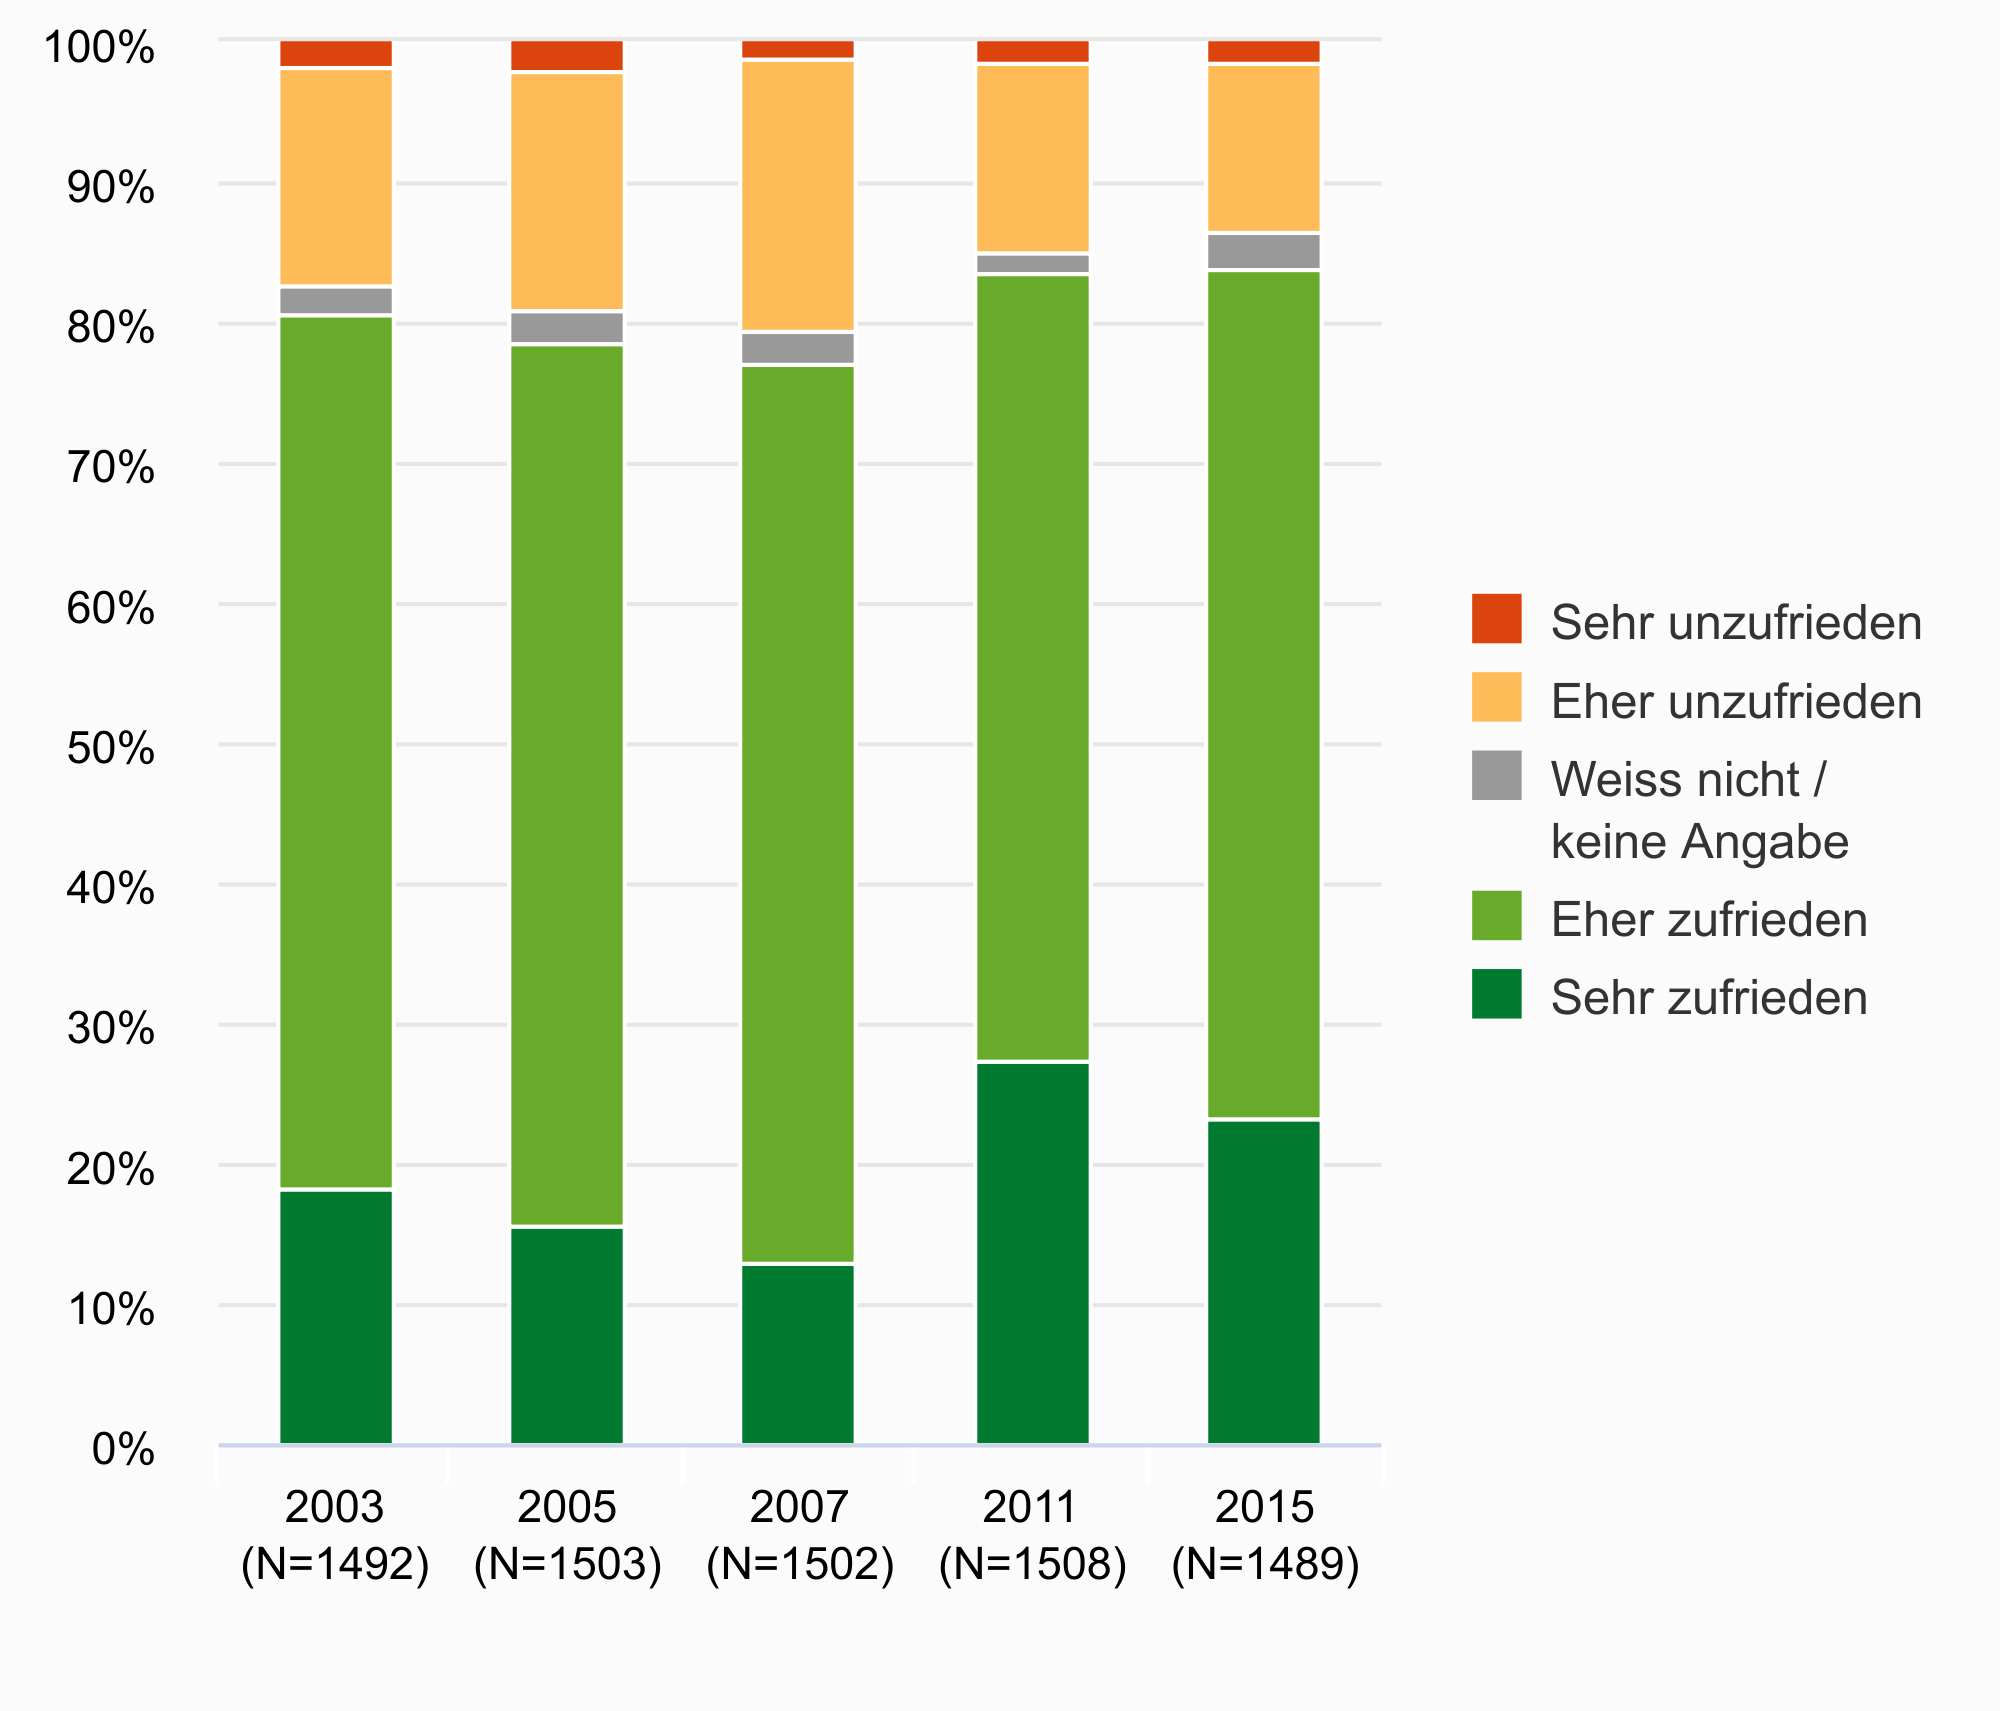 100%
90%
80%
70%
60%
50%
40%
30%
20%
10%
0%
2003
(N=1492)
2005
(N=1503)
2007
(N=1502)
2011
(N=1508)
2015
(N=1489)
Sehr unzufrieden
Eher unzufrieden
Weiss nicht /
keine Angabe
Eher zufrieden
Sehr zufrieden